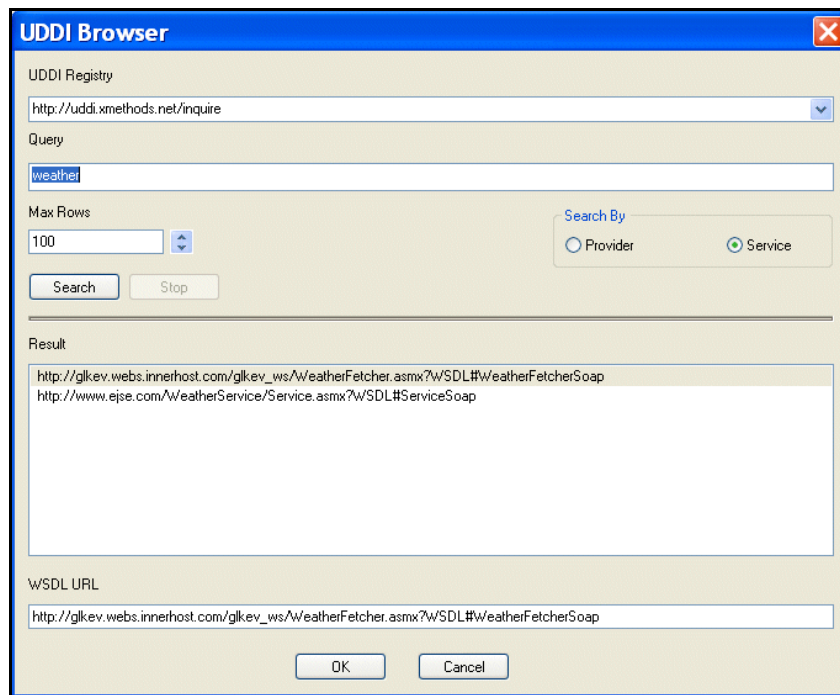 UDDI Browser
UDDI Registry
http://uddi.xmethods.net/inquire
Query
weather
Max Rows
Search By
100
Provider
Service
Search
Stop
Result
http://glkev.webs.innerhost.com/glkev_ws/WeatherFetcher.asmx?WSDL#WeatherFetcherSoap
http://www.ejse.com/WeatherService/Service.asmx?WSDL#ServiceSoap
WSDL URL
http://glkev.webs.innerhost.com/glkev_ws/WeatherFetcher.asmx?WSDL#WeatherFetcherSoap
OK
Cancel